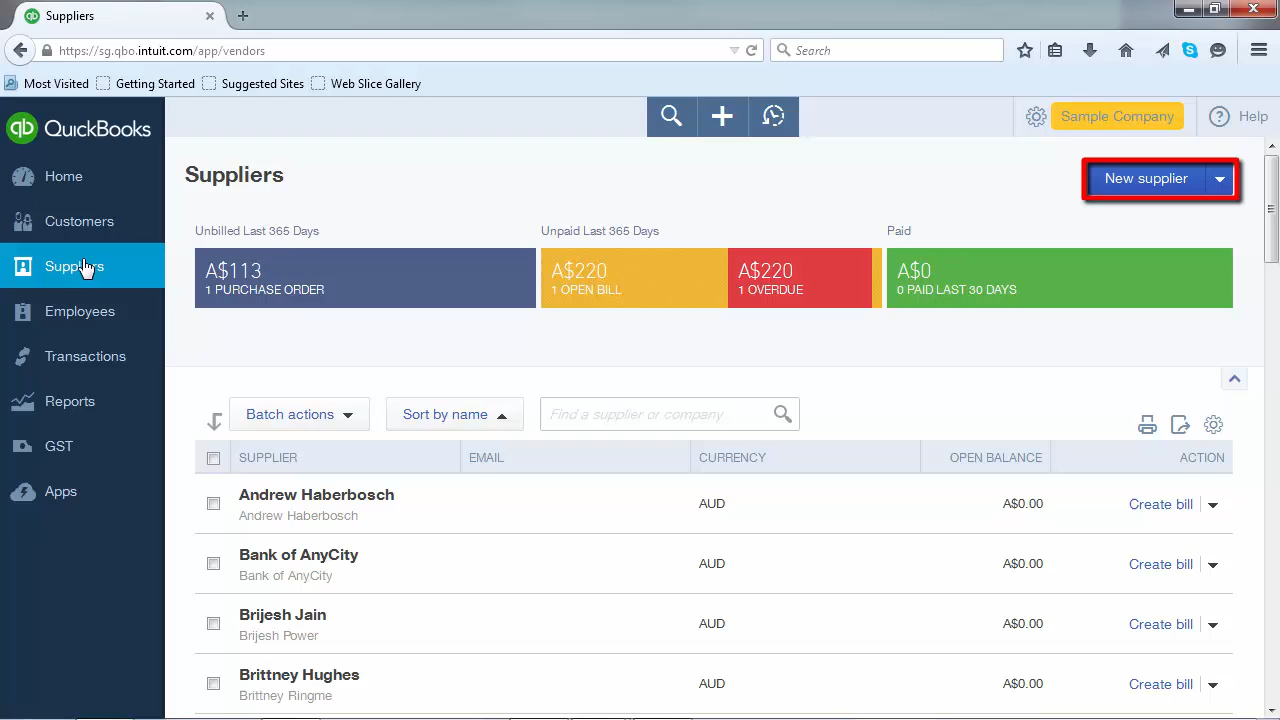 Suppliers
https://sg.qbo.intuit.com/app/vendors
Search
Most Visited
Getting Started
Suggested Sites
Web Slice Gallery
qb QuickBooks
Sample Company
Help
Home
Customers
Suppliers
Employees
Transactions
Reports
GST
Apps
Suppliers
New supplier
Unbilled Last 365 Days
Unpaid Last 365 Days
Paid
A$113
1 PURCHASE ORDER
A$220
1 OPEN BILL
A$220
1 OVERDUE
A$0
0 PAID LAST 30 DAYS
Batch actions
Sort by name
Find a supplier or company
SUPPLIER EMAIL CURRENCY OPEN BALANCE ACTION
Andrew Haberbosch AUD A$0.00 Create bill
Andrew Haberbosch
Bank of AnyCity AUD A$0.00 Create bill
Bank of AnyCity
Brijesh Jain AUD A$0.00 Create bill
Brijesh Power
Brittney Hughes AUD A$0.00 Create bill
Brittney Ringme